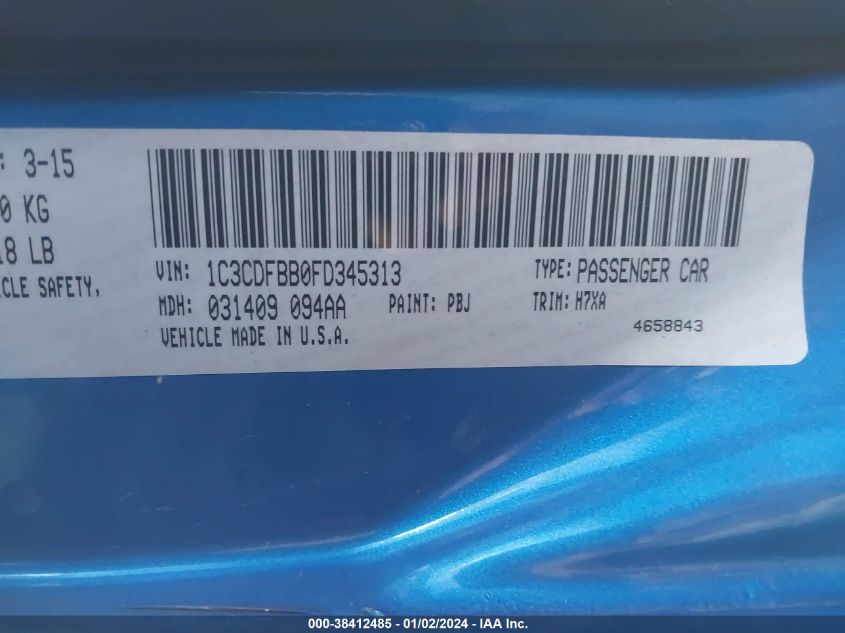 : 3-15
0 KG
18 LB
ICLE SAFETY,
VIN: 1C3CDFBB0FD345313 TYPE: PASSENGER CAR
MDH: 031409 094AA PAINT: PBJ TRIM: H7XA
VEHICLE MADE IN U.S.A. 4658843
000-38412485 - 01/02/2024 - IAA Inc.